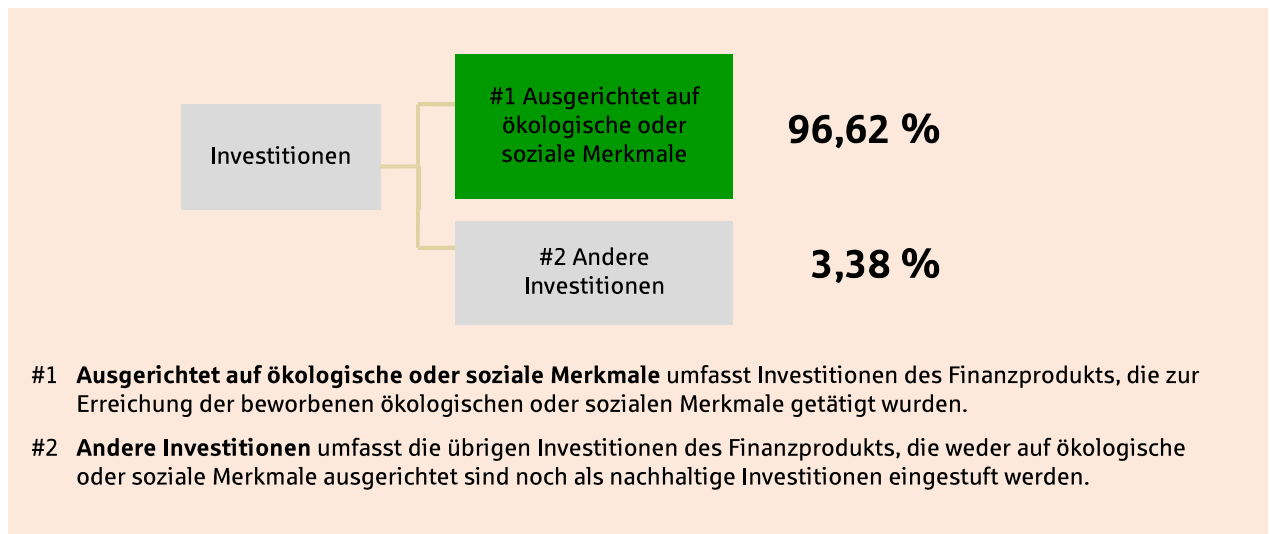 Investitionen
#1 Ausgerichtet auf
ökologische oder
soziale Merkmale
96,62 %
#2 Andere
Investitionen
3,38 %
#1 Ausgerichtet auf ökologische oder soziale Merkmale umfasst Investitionen des Finanzprodukts, die zur
Erreichung der beworbenen ökologischen oder sozialen Merkmale getätigt wurden.
#2 Andere Investitionen umfasst die übrigen Investitionen des Finanzprodukts, die weder auf ökologische
oder soziale Merkmale ausgerichtet sind noch als nachhaltige Investitionen eingestuft werden.